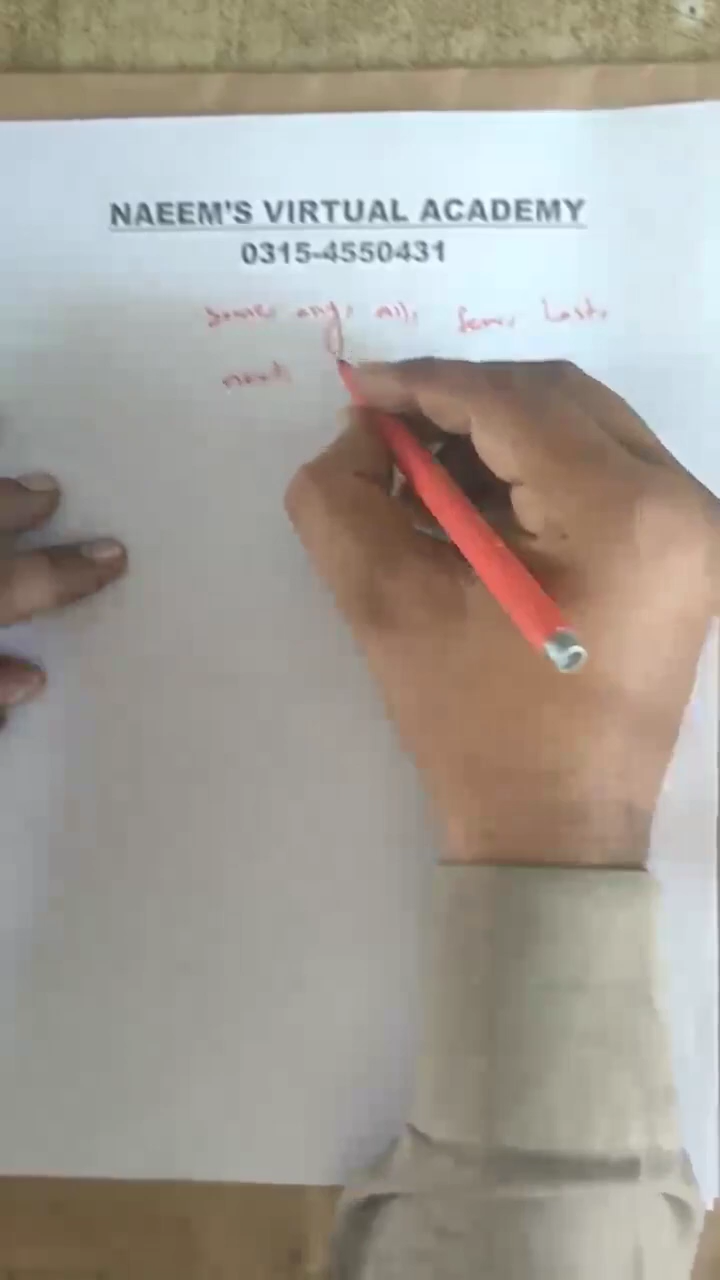 NAEEM'S VIRTUAL ACADEMY
0315-4550431
some, any, all, few, last,
next,